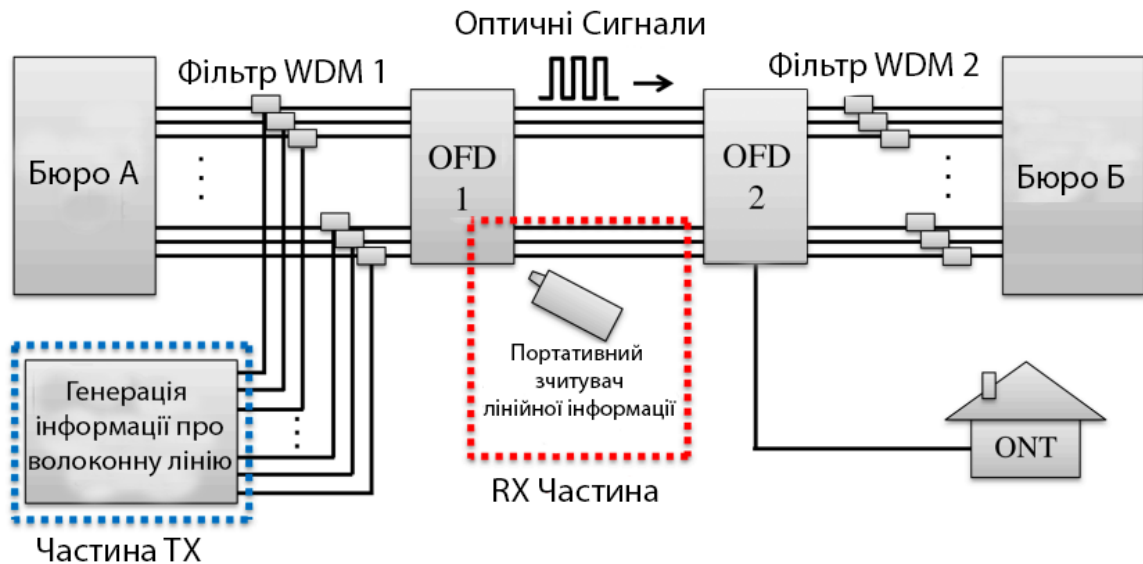 Оптичні Сигнали
Фільтр WDM 1
Фільтр WDM 2
Бюро А
OFD
1
OFD
2
Бюро Б
Портативний
зчитувач
лінійної інформації
Генерація
інформації про
волоконну лінію
ONT
RX Частина
Частина TX